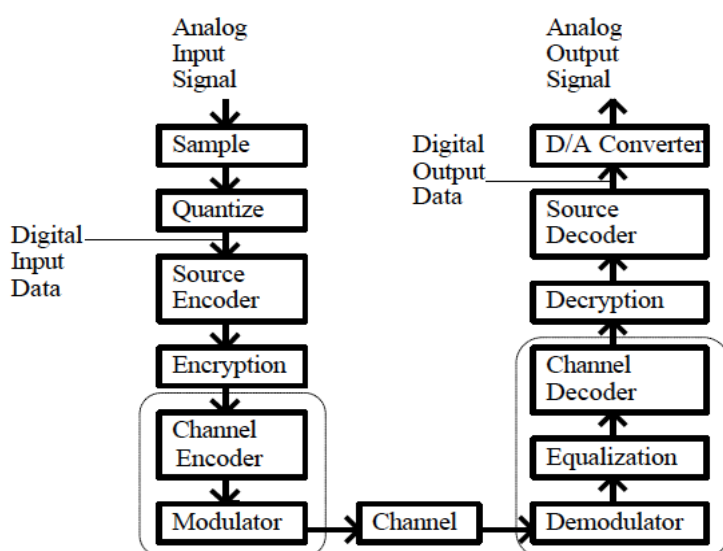 Analog
Input
Signal
Sample
Quantize
Digital
Input
Data
Source
Encoder
Encryption
Channel
Encoder
Modulator
Channel
Demodulator
Equalization
Channel
Decoder
Decryption
Source
Decoder
Digital
Output
Data
D/A Converter
Analog
Output
Signal